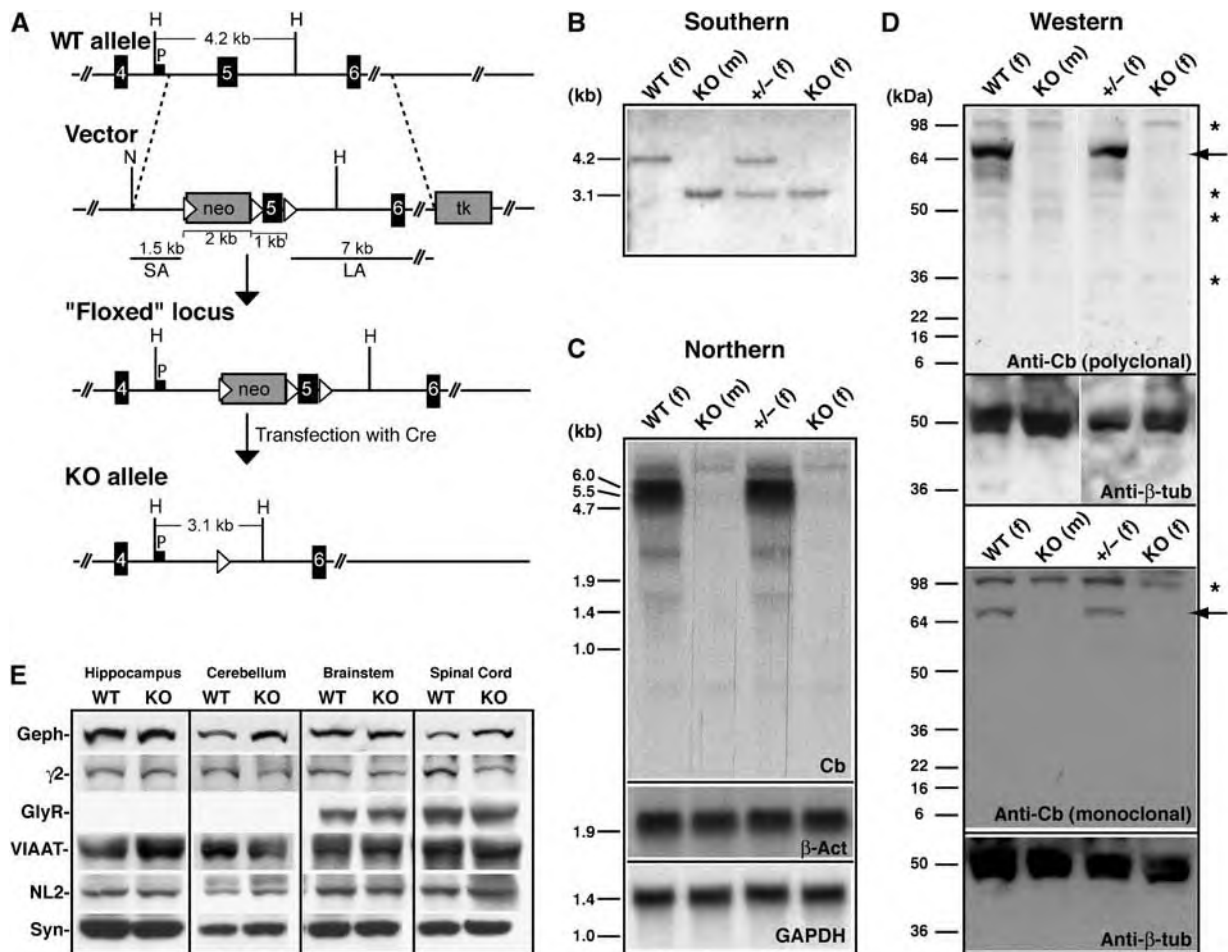 A
WT allele
H
H
4.2 kb
P
4
5
6
Vector
N
H
neo
5
6
tk
2 kb
1 kb
1.5 kb
SA
7 kb
LA
"Floxed" locus
H
H
P
4
neo
5
6
Transfection with Cre
KO allele
H
H
3.1 kb
P
4
6
B
Southern
(kb)
WT (f)
KO (m)
+/– (f)
KO (f)
4.2
3.1
C
Northern
(kb)
WT (f)
KO (m)
+/– (f)
KO (f)
6.0
5.5
4.7
1.9
1.4
1.0
Cb
1.9
β-Act
1.4
1.0
GAPDH
D
Western
(kDa)
WT (f)
KO (m)
+/– (f)
KO (f)
98
*
64
*
50
*
36
*
22
16
6
Anti-Cb (polyclonal)
50
36
Anti-β-tub
WT (f)
KO (m)
+/– (f)
KO (f)
98
*
64
50
36
22
16
6
Anti-Cb (monoclonal)
50
36
Anti-β-tub
E
Hippocampus Cerebellum Brainstem Spinal Cord
WT KO WT KO WT KO WT KO
Geph-
γ2-
GlyR-
VIAAT-
NL2-
Syn-